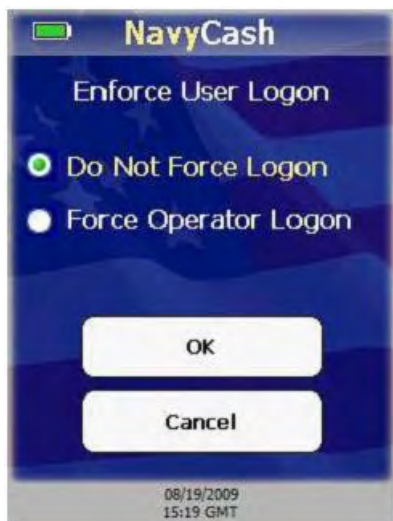 NavyCash
Enforce User Logon
Do Not Force Logon
Force Operator Logon
OK
Cancel
08/19/2009
15:19 GMT